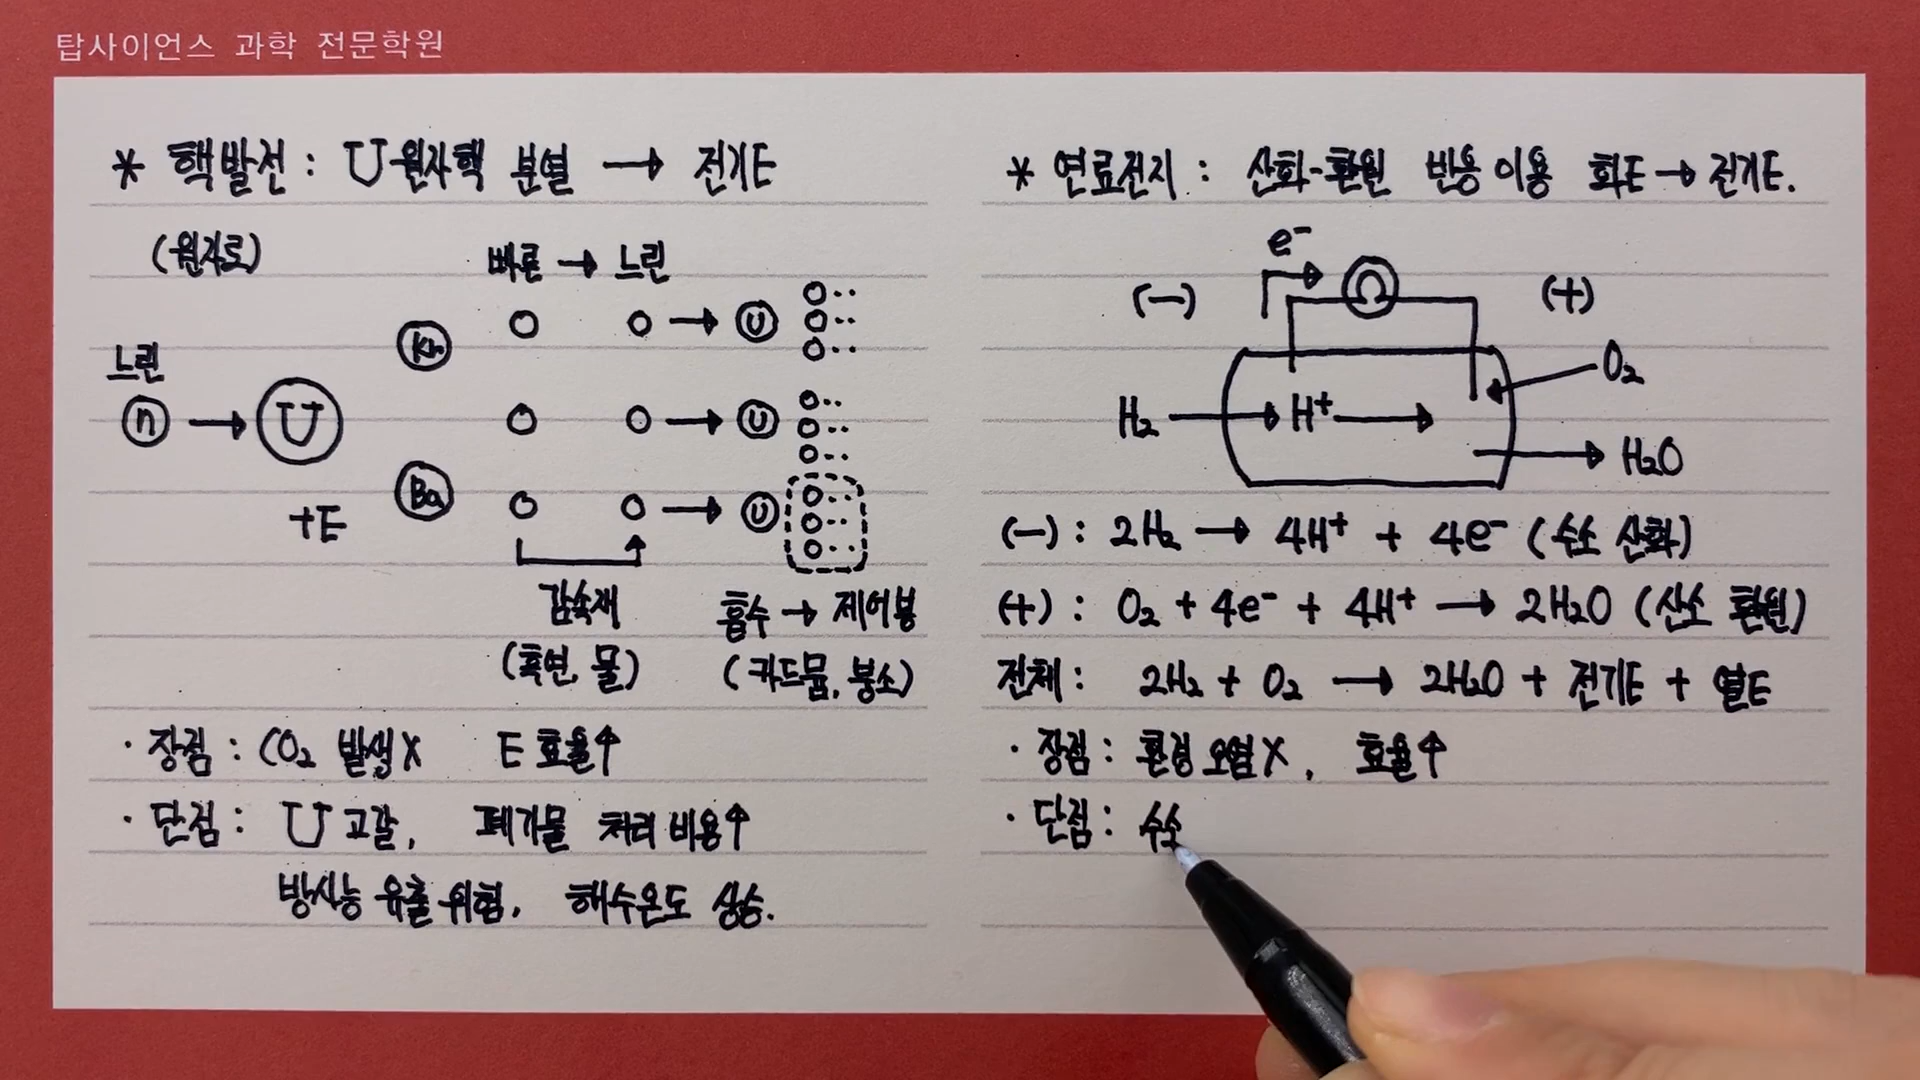 탑사이언스 과학 전문학원
* 핵발전 : U 원자핵 분열 → 전기E
(원자로)
빠른 → 느린
Kr
U
느린
n → U
U
+E
Ba
U
감속재
(흑연, 물)
흡수 → 제어봉
(카드뮴, 붕소)
· 장점 : CO₂ 발생X E 효율↑
· 단점 : U 고갈, 폐기물 처리 비용↑
방사능 유출 위험, 해수온도 상승.
* 연료전지 : 산화-환원 반응 이용 화E → 전기E.
e⁻
(−)
(+)
O₂
H₂ → H⁺ →
→ H₂O
(−) : 2H₂ → 4H⁺ + 4e⁻ (수소 산화)
(+) : O₂ + 4e⁻ + 4H⁺ → 2H₂O (산소 환원)
전체 : 2H₂ + O₂ → 2H₂O + 전기E + 열E
· 장점 : 환경 오염X, 효율↑
· 단점 : 수소